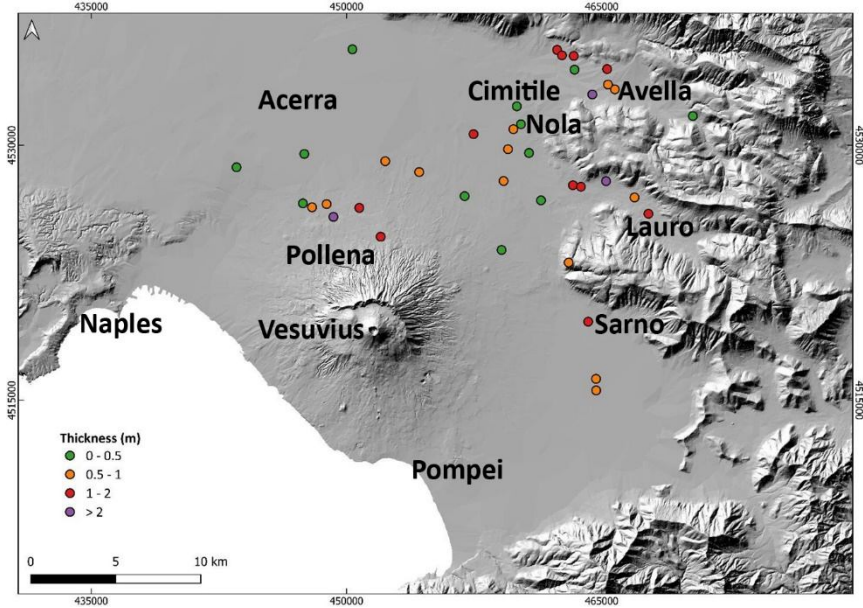 435000 450000 465000
Acerra
Cimitile
Avella
Nola
4530000 4530000
Lauro
Pollena
Naples
Vesuvius
Sarno
4515000 4515000
Thickness (m)
0 - 0.5
0.5 - 1
1 - 2
> 2
Pompei
0 5 10 km
435000 450000 465000